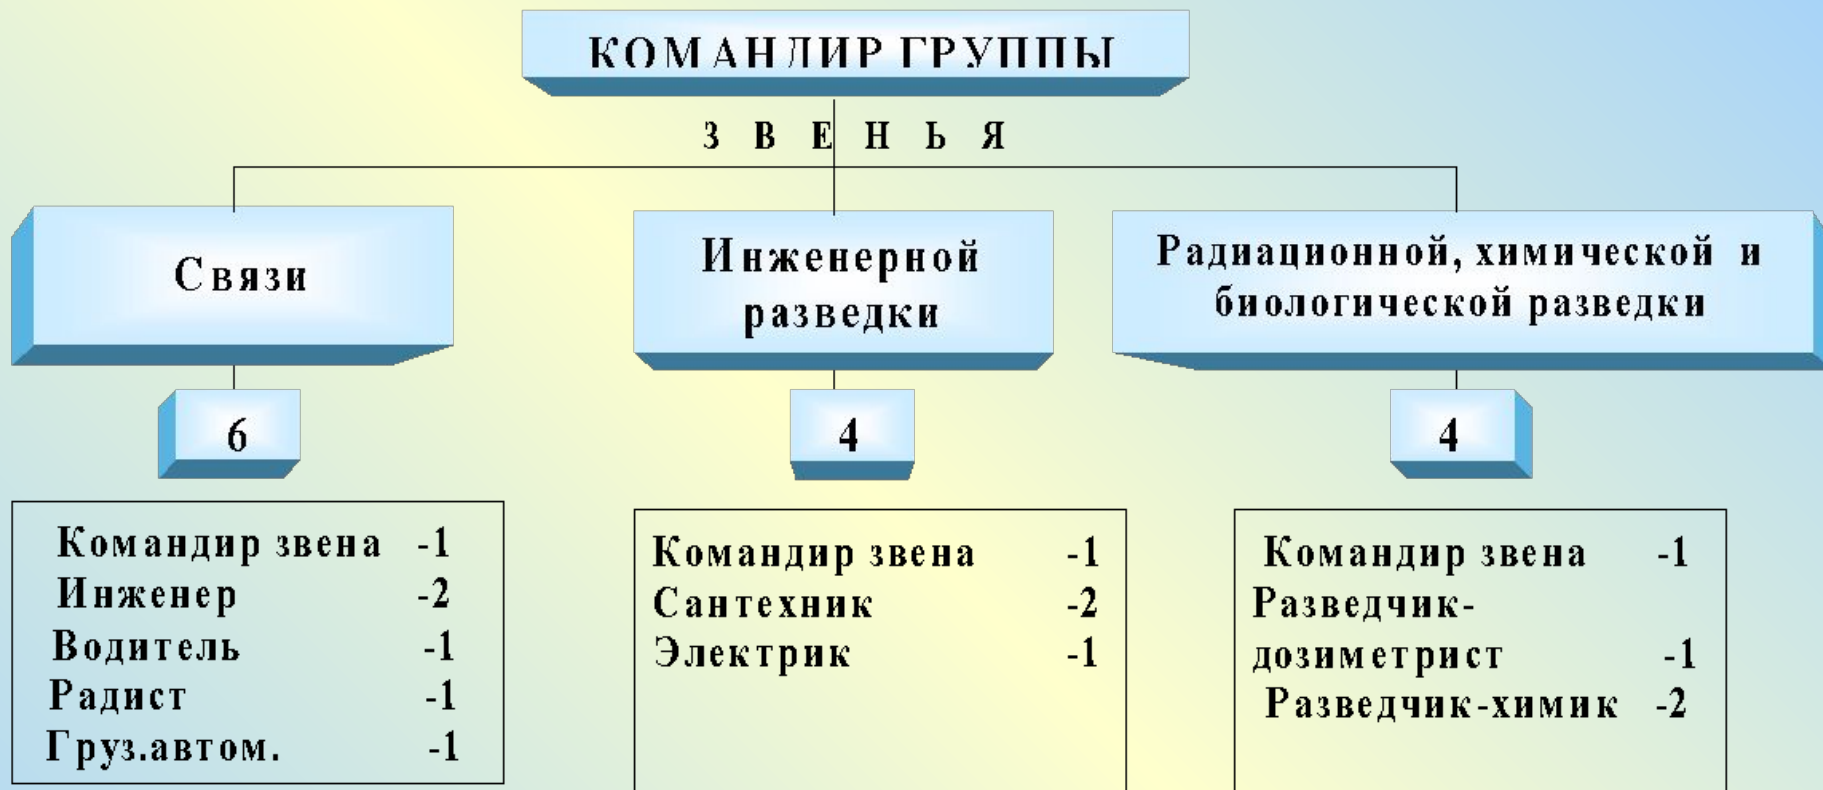 КОМАНДИР ГРУППЫ
ЗВЕНЬЯ
Связи
6
Командир звена -1
Инженер -2
Водитель -1
Радист -1
Груз.автом. -1
Инженерной
разведки
4
Командир звена -1
Сантехник -2
Электрик -1
Радиационной, химической и
биологической разведки
4
Командир звена -1
Разведчик-
дозиметрист -1
Разведчик-химик -2